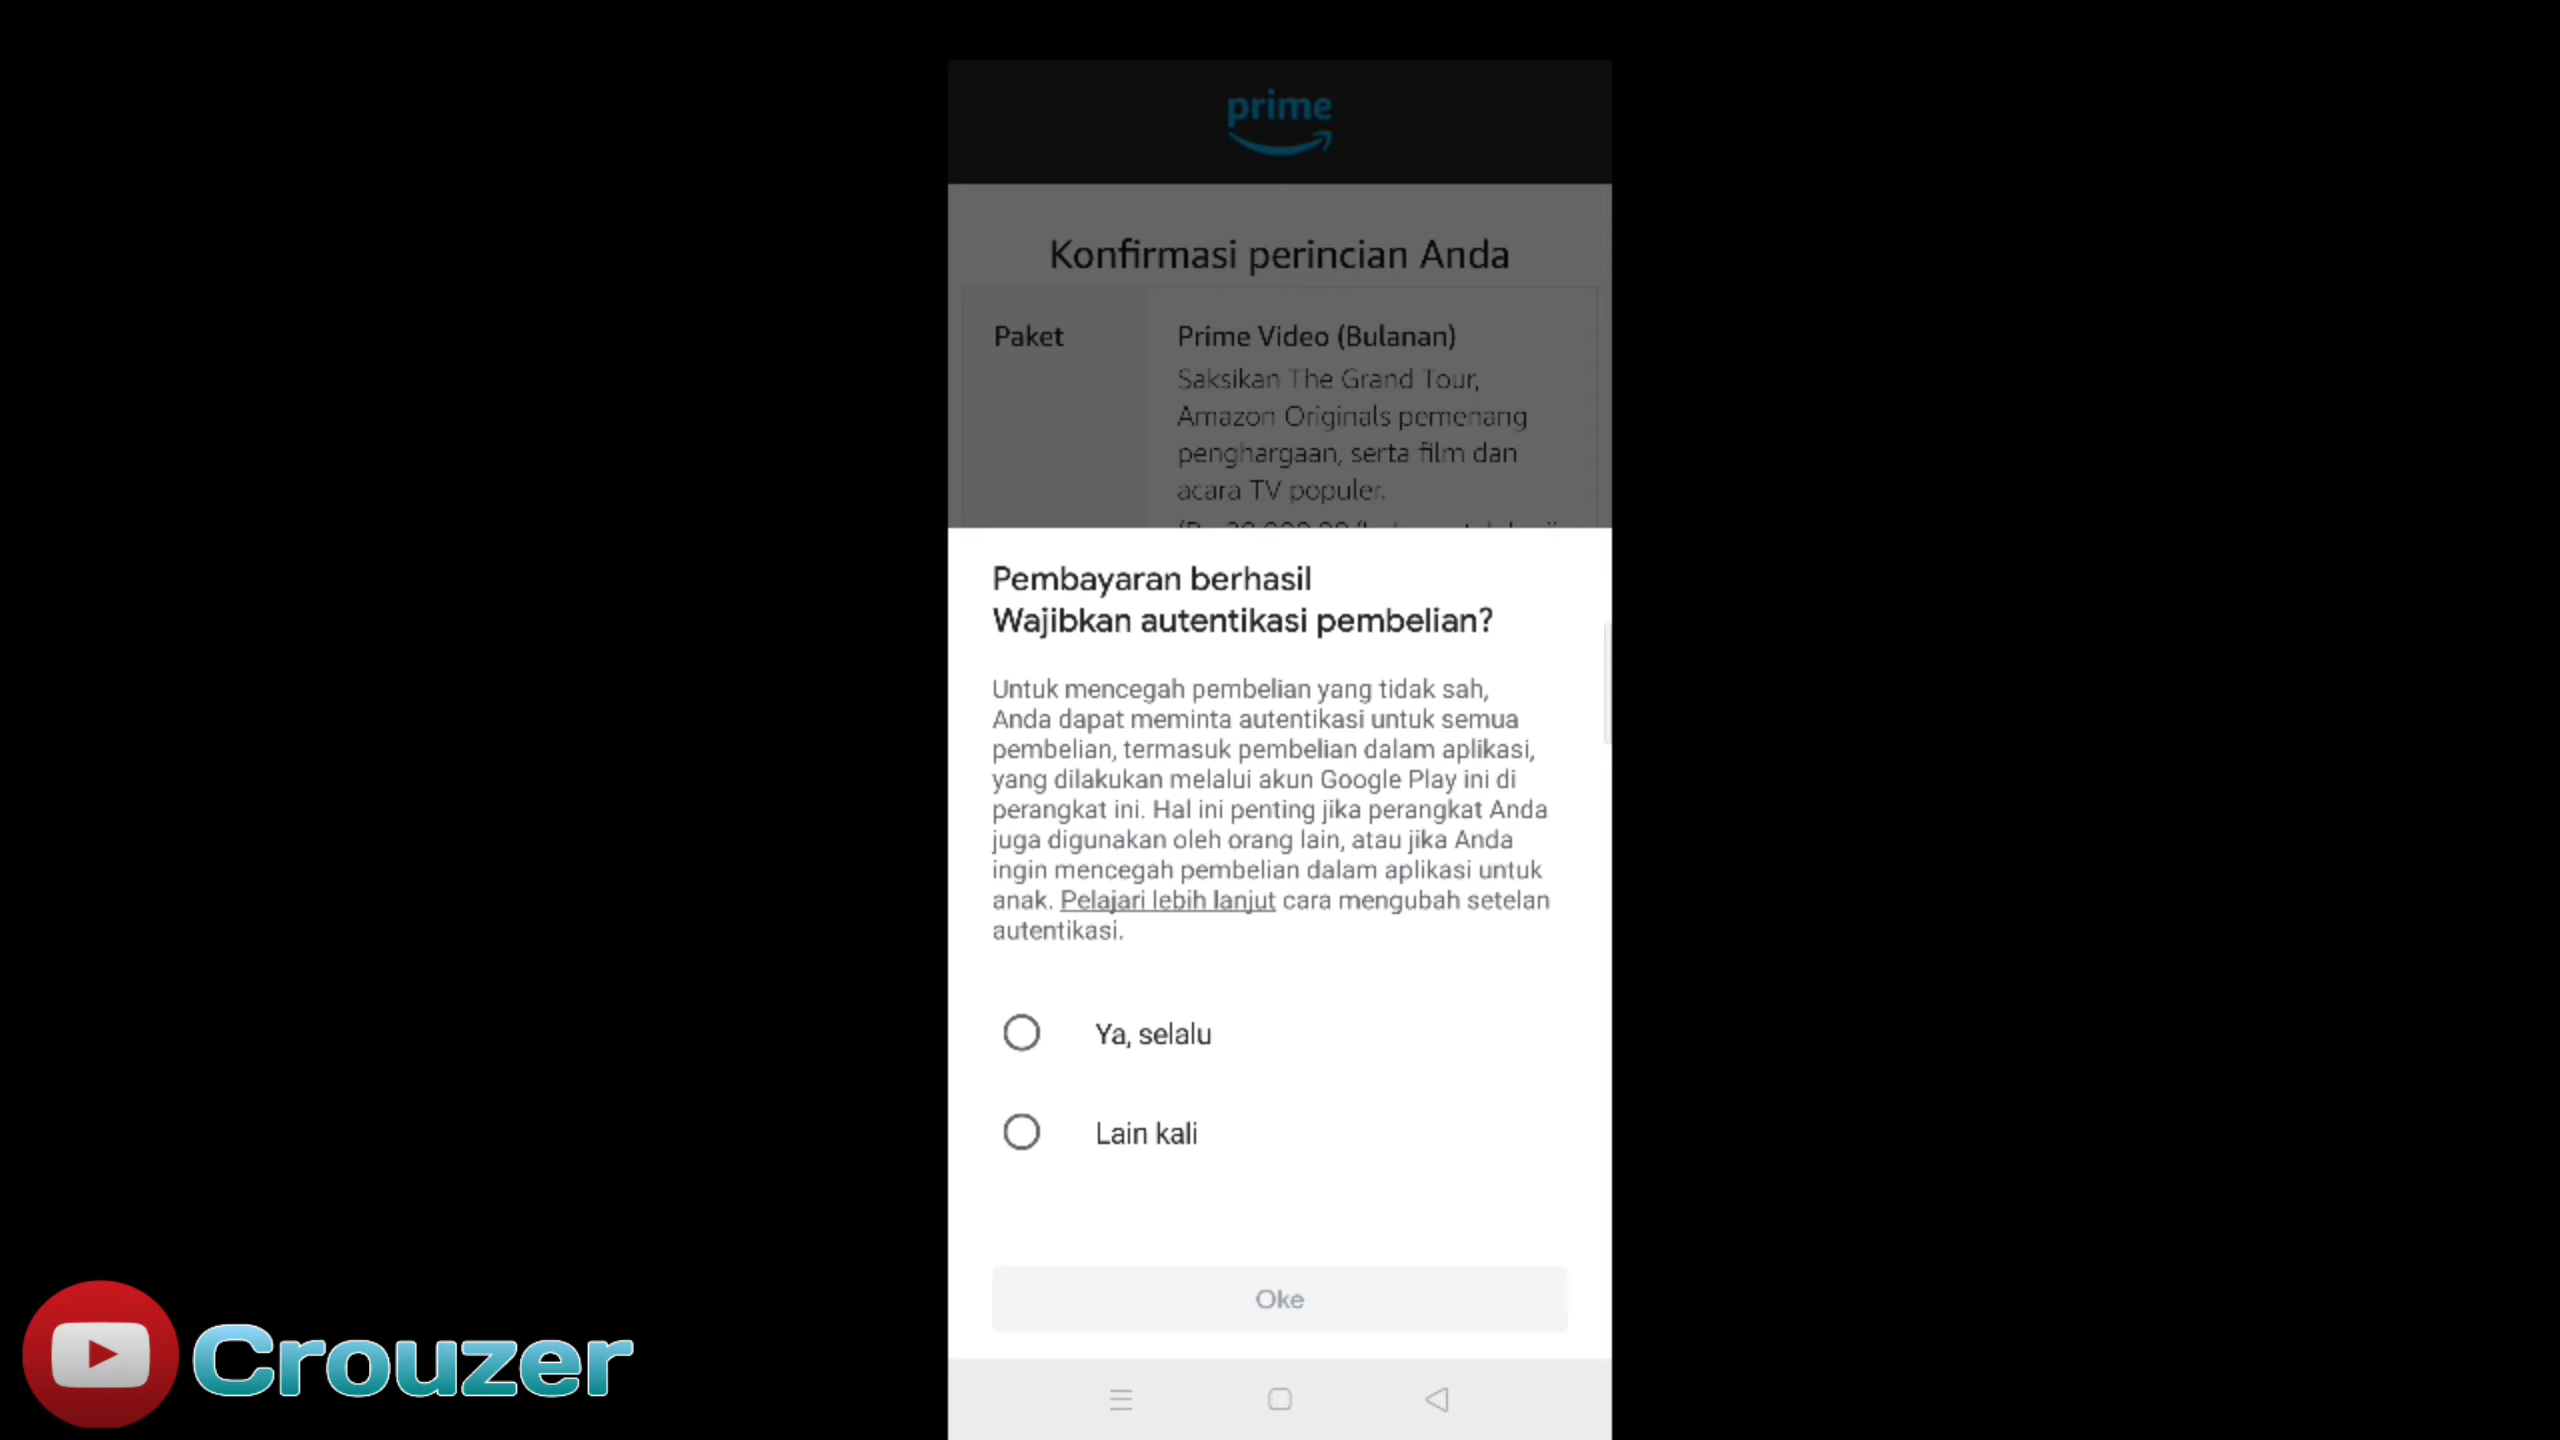 prime
Konfirmasi perincian Anda
Paket
Prime Video (Bulanan)
Saksikan The Grand Tour,
Amazon Originals pemenang
penghargaan, serta film dan
acara TV populer.
Pembayaran berhasil
Wajibkan autentikasi pembelian?
Untuk mencegah pembelian yang tidak sah,
Anda dapat meminta autentikasi untuk semua
pembelian, termasuk pembelian dalam aplikasi,
yang dilakukan melalui akun Google Play ini di
perangkat ini. Hal ini penting jika perangkat Anda
juga digunakan oleh orang lain, atau jika Anda
ingin mencegah pembelian dalam aplikasi untuk
anak. Pelajari lebih lanjut cara mengubah setelan
autentikasi.
Ya, selalu
Lain kali
Oke
Crouzer